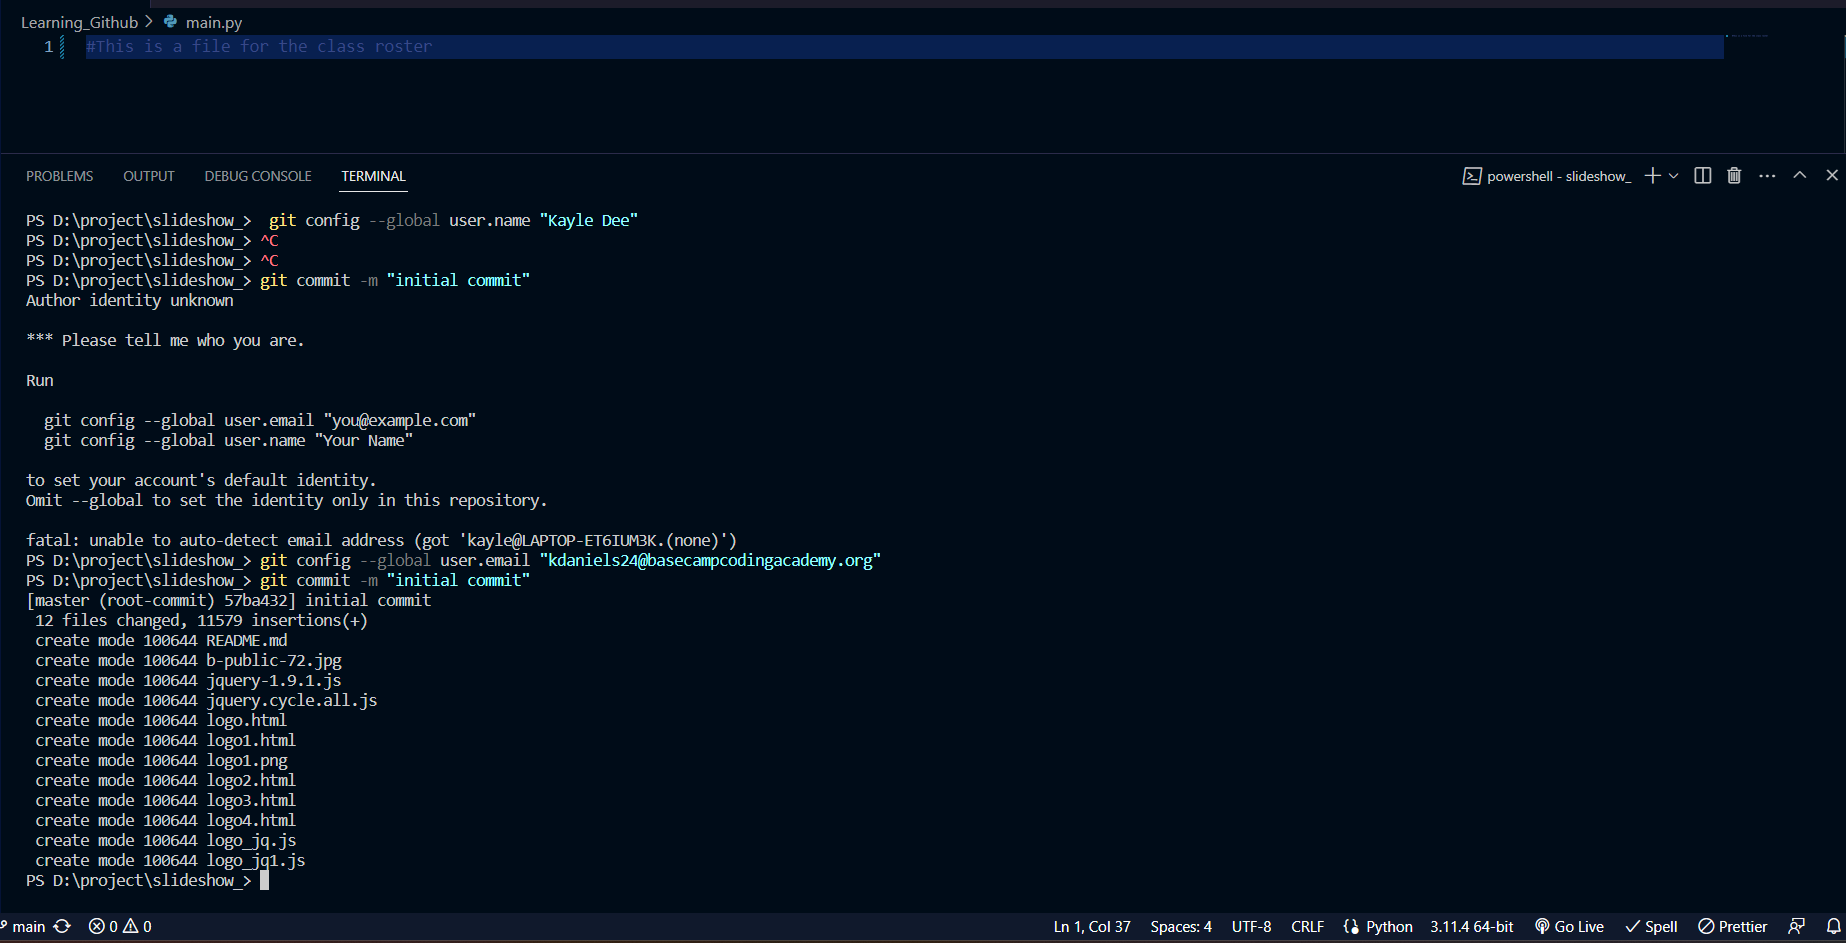 Learning_Github > main.py
1 #This is a file for the class roster
PROBLEMS OUTPUT DEBUG CONSOLE TERMINAL powershell - slideshow_
PS D:\project\slideshow_>  git config --global user.name "Kayle Dee"
PS D:\project\slideshow_> ^C
PS D:\project\slideshow_> ^C
PS D:\project\slideshow_> git commit -m "initial commit"
Author identity unknown
*** Please tell me who you are.
Run
  git config --global user.email "you@example.com"
  git config --global user.name "Your Name"
to set your account's default identity.
Omit --global to set the identity only in this repository.
fatal: unable to auto-detect email address (got 'kayle@LAPTOP-ET6IUM3K.(none)')
PS D:\project\slideshow_> git config --global user.email "kdaniels24@basecampcodingacademy.org"
PS D:\project\slideshow_> git commit -m "initial commit"
[master (root-commit) 57ba432] initial commit
 12 files changed, 11579 insertions(+)
 create mode 100644 README.md
 create mode 100644 b-public-72.jpg
 create mode 100644 jquery-1.9.1.js
 create mode 100644 jquery.cycle.all.js
 create mode 100644 logo.html
 create mode 100644 logo1.html
 create mode 100644 logo1.png
 create mode 100644 logo2.html
 create mode 100644 logo3.html
 create mode 100644 logo4.html
 create mode 100644 logo_jq.js
 create mode 100644 logo_jq1.js
PS D:\project\slideshow_>
main 0 0 Ln 1, Col 37 Spaces: 4 UTF-8 CRLF Python 3.11.4 64-bit Go Live Spell Prettier